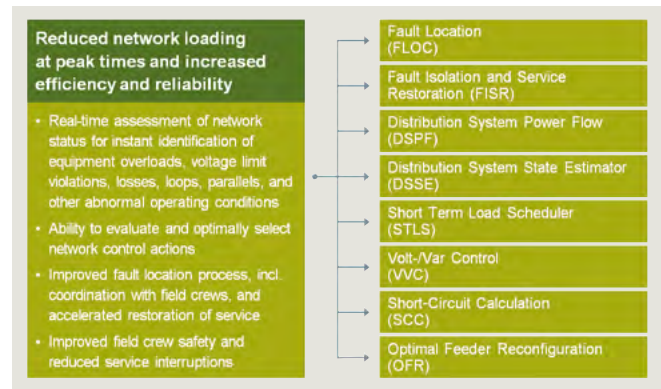 Reduced network loading
at peak times and increased
efficiency and reliability
• Real-time assessment of network
status for instant identification of
equipment overloads, voltage limit
violations, losses, loops, parallels, and
other abnormal operating conditions
• Ability to evaluate and optimally select
network control actions
• Improved fault location process, incl.
coordination with field crews, and
accelerated restoration of service
• Improved field crew safety and
reduced service interruptions
Fault Location
(FLOC)
Fault Isolation and Service
Restoration (FISR)
Distribution System Power Flow
(DSPF)
Distribution System State Estimator
(DSSE)
Short Term Load Scheduler
(STLS)
Volt-/Var Control
(VVC)
Short-Circuit Calculation
(SCC)
Optimal Feeder Reconfiguration
(OFR)